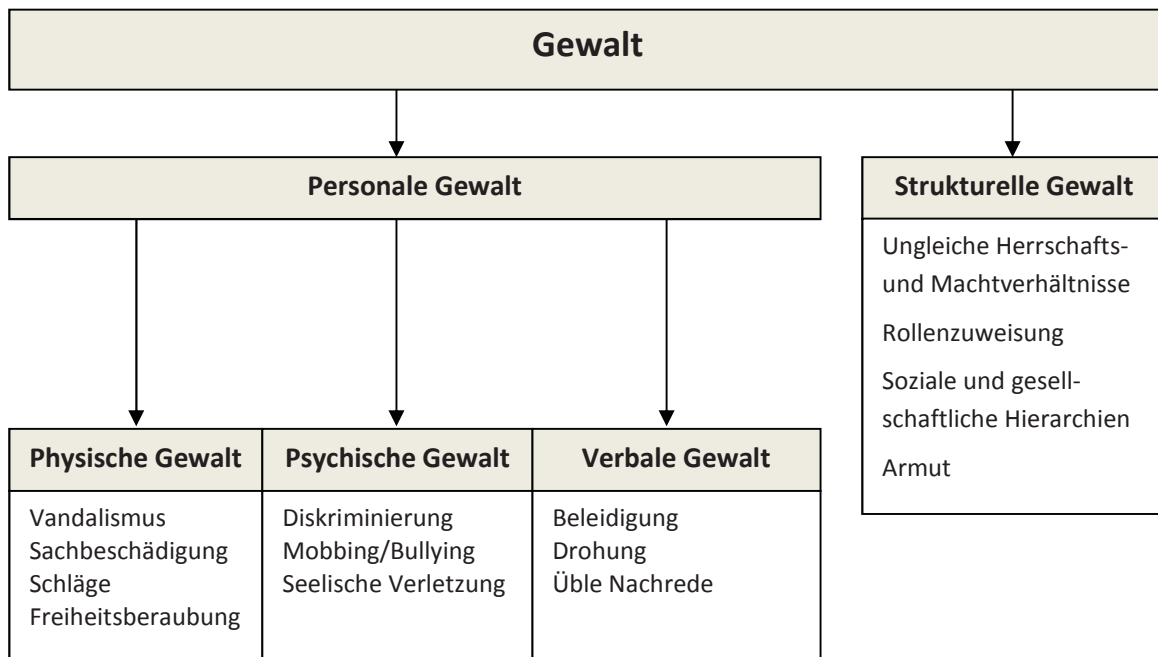 Gewalt
Personale Gewalt
Strukturelle Gewalt
Ungleiche Herrschafts-
und Machtverhältnisse
Rollenzuweisung
Soziale und gesell-
schaftliche Hierarchien
Armut
Physische Gewalt
Vandalismus
Sachbeschädigung
Schläge
Freiheitsberaubung
Psychische Gewalt
Diskriminierung
Mobbing/Bullying
Seelische Verletzung
Verbale Gewalt
Beleidigung
Drohung
Üble Nachrede